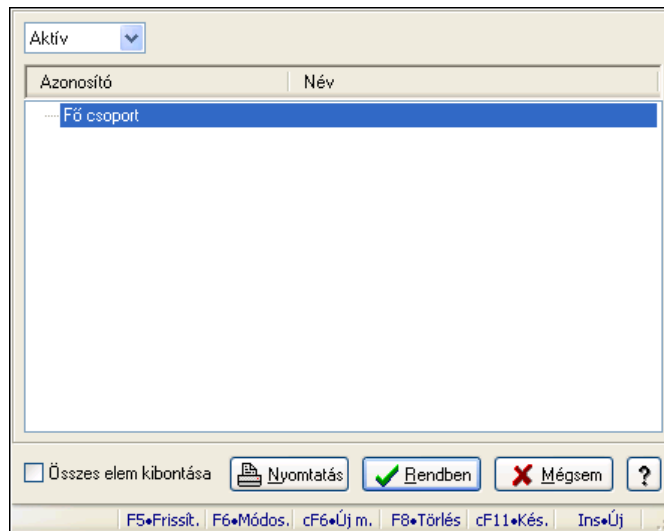 Aktív
Azonosító Név
Fő csoport
Összes elem kibontása Nyomtatás Rendben Mégsem ?
F5•Frissít. F6•Módos. cF6•Új m. F8•Törlés cF11•Kés. Ins•Új